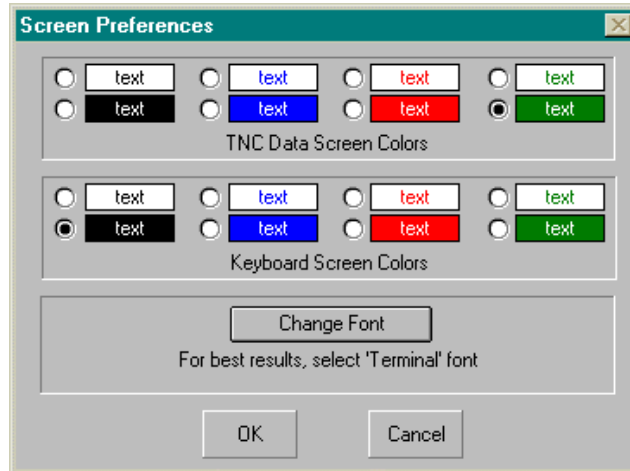 Screen Preferences
text text text text
text text text text
TNC Data Screen Colors
text text text text
text text text text
Keyboard Screen Colors
Change Font
For best results, select 'Terminal' font
OK Cancel